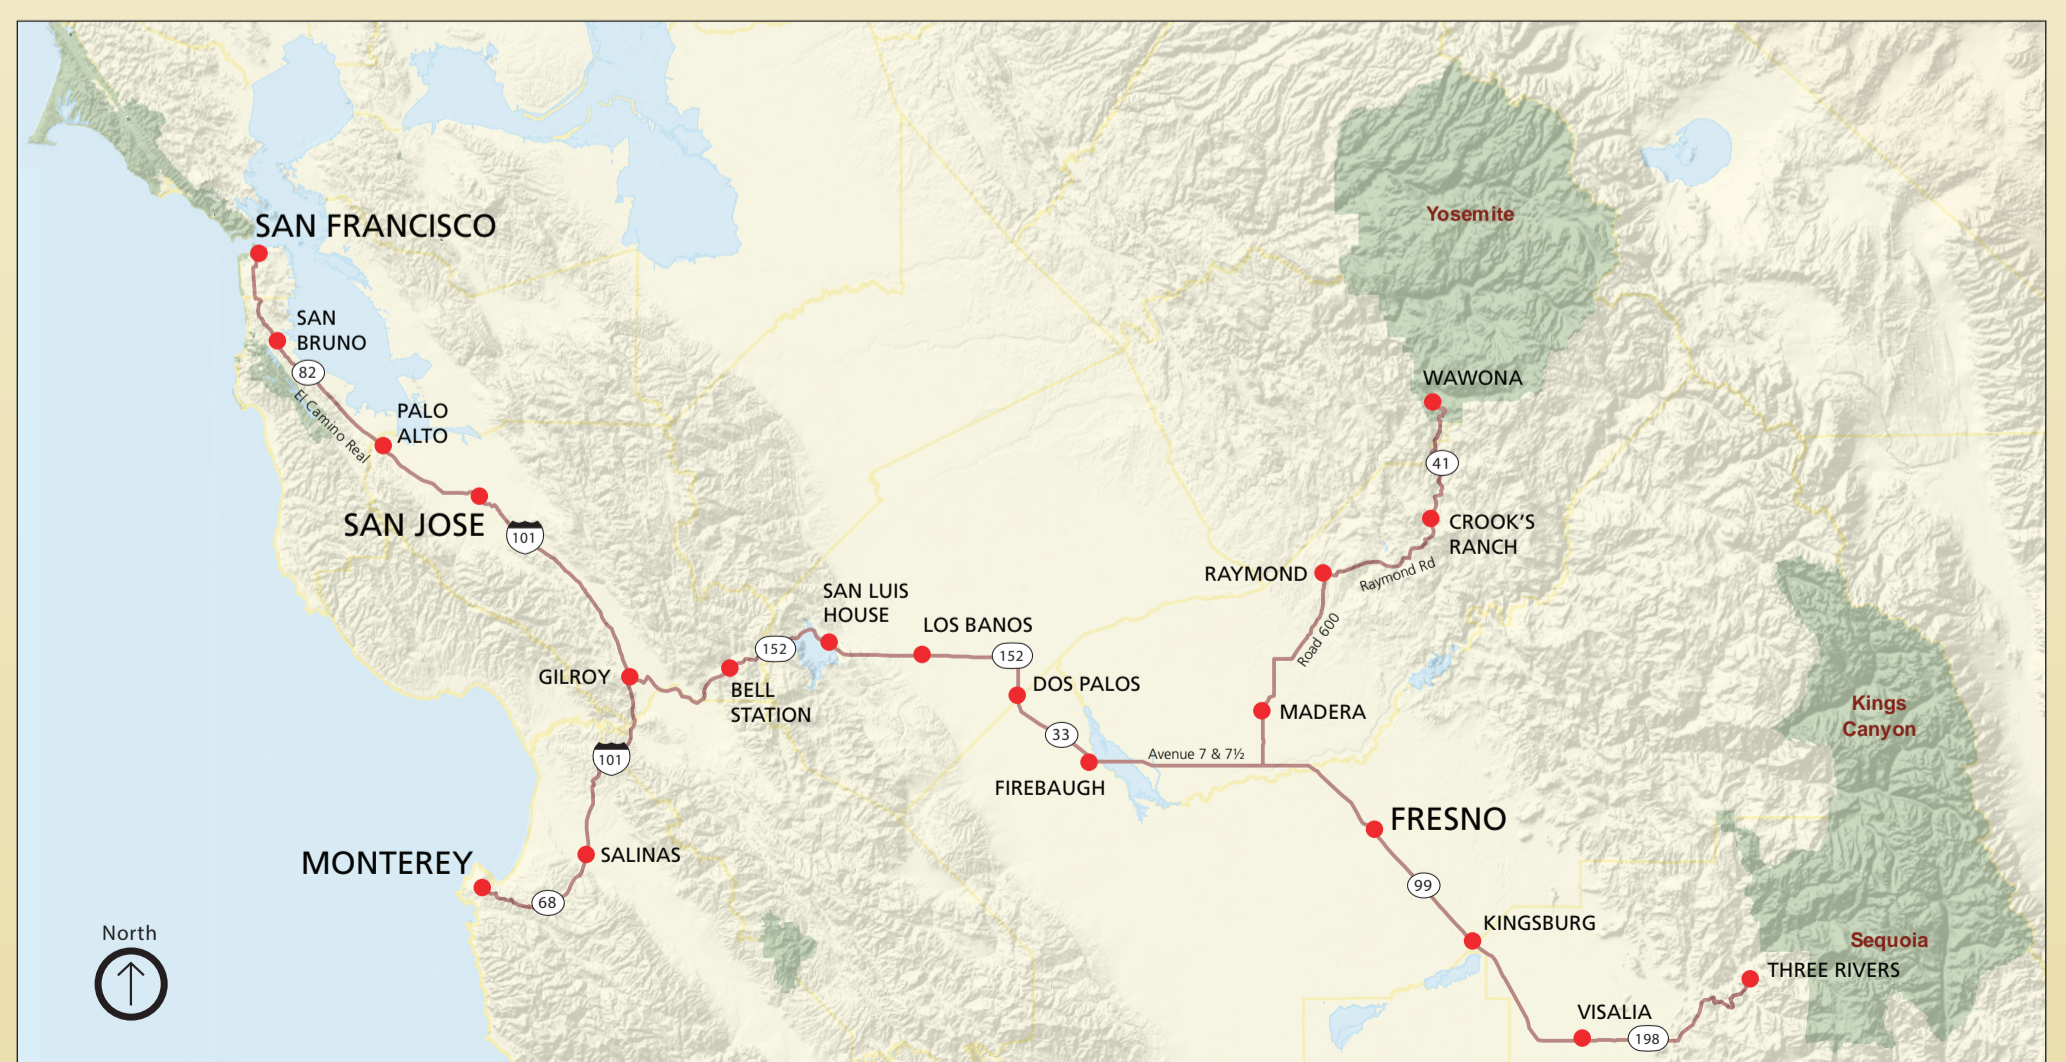 SAN FRANCISCO
Yosemite
SAN
BRUNO
82
El Camino Real
PALO
ALTO
WAWONA
41
SAN JOSE
101
CROOK'S
RANCH
RAYMOND
Raymond Rd
SAN LUIS
HOUSE
LOS BANOS
152
152
Road 600
GILROY
BELL
STATION
DOS PALOS
MADERA
Kings
Canyon
33
101
Avenue 7 & 7½
FIREBAUGH
FRESNO
MONTEREY
SALINAS
68
99
KINGSBURG
North
Sequoia
THREE RIVERS
VISALIA
198